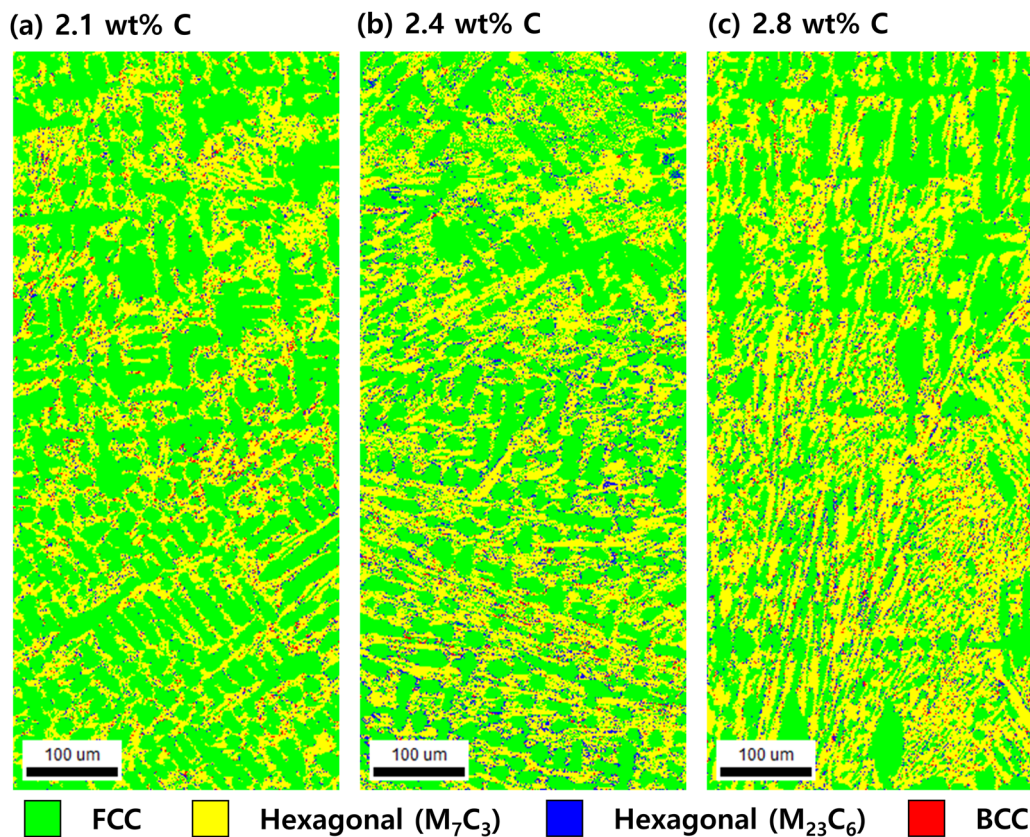 (a) 2.1 wt% C (b) 2.4 wt% C (c) 2.8 wt% C
100 um 100 um 100 um
FCC Hexagonal (M₇C₃) Hexagonal (M₂₃C₆) BCC